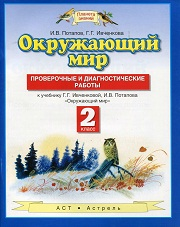 Планета знаний
И.В. Потапов, Г.Г. Ивченкова
Окружающий
мир
ПРОВЕРОЧНЫЕ И ДИАГНОСТИЧЕСКИЕ
РАБОТЫ
к учебнику Г.Г. Ивченковой, И.В. Потапова
«Окружающий мир»
2
класс
АСТ • Астрель